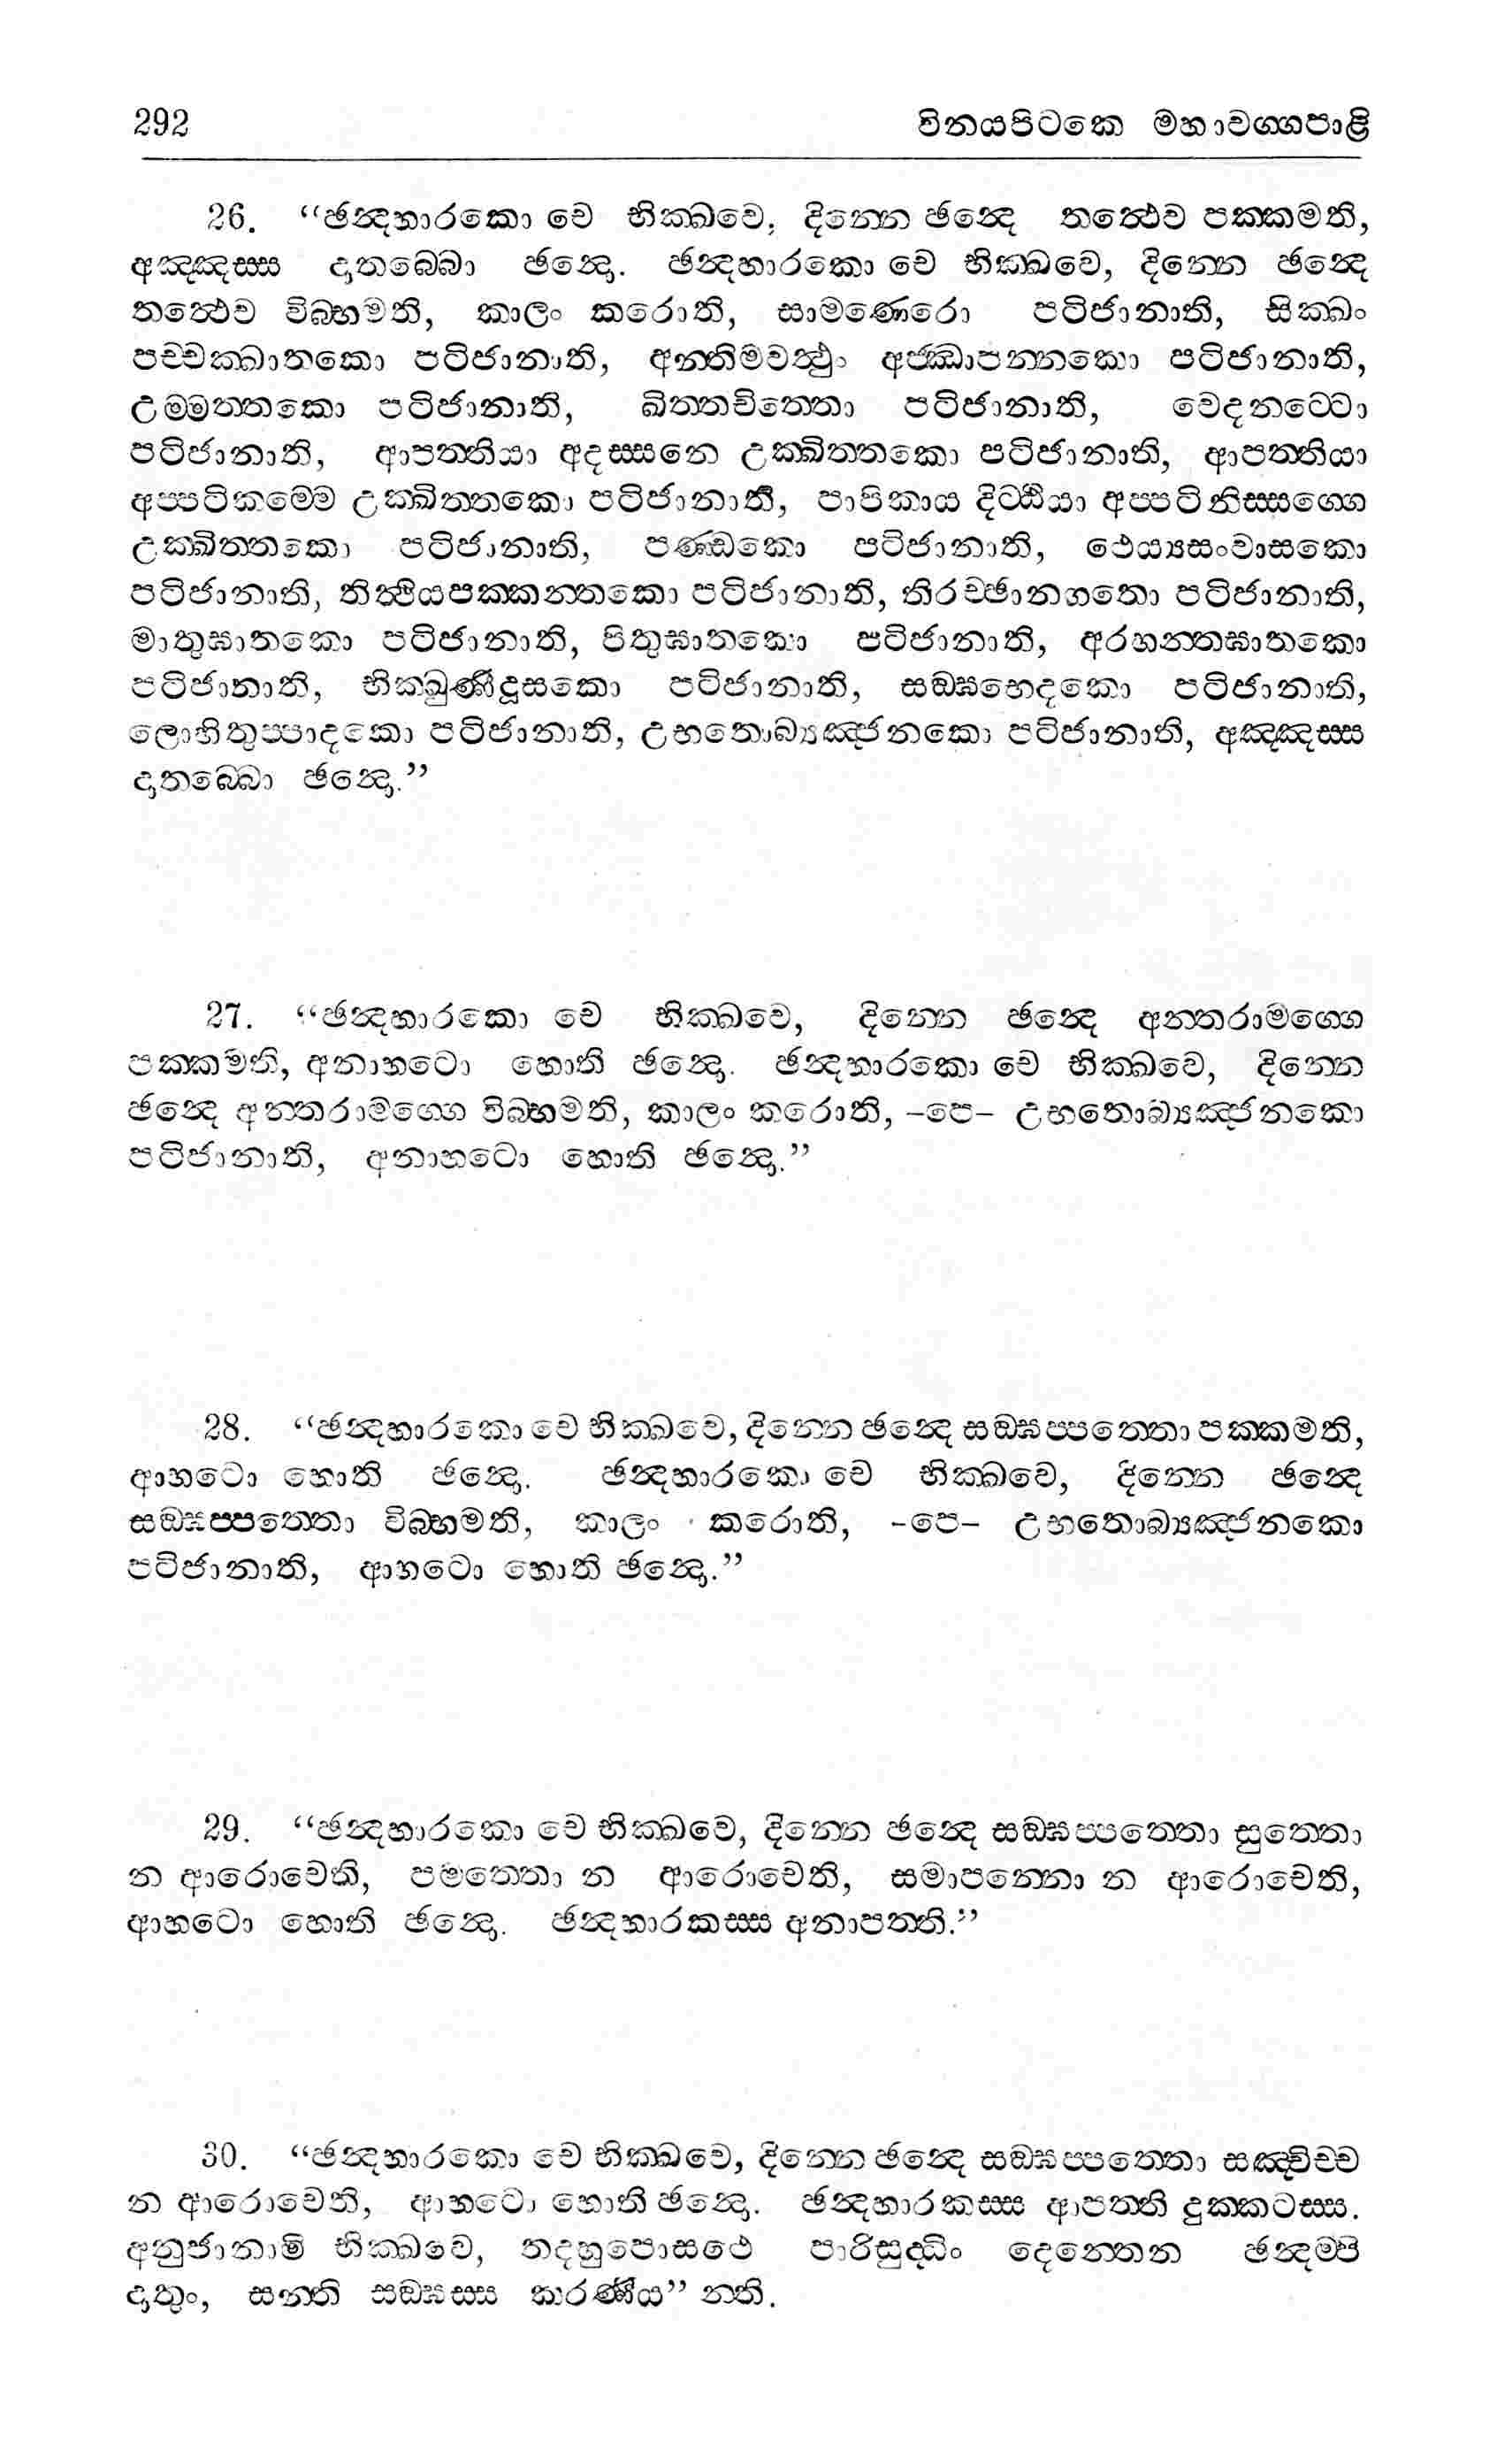 292 විනයපිටකෙ මහාවග්ගපාළි
26. “ඡන්දහාරකො චෙ භික්ඛවෙ, දින්නෙ ඡන්දෙ තත්ථෙව පක්කමති,
අඤ්ඤස්ස දාතබ්බො ඡන්දො. ඡන්දහාරකො චෙ භික්ඛවෙ, දින්නෙ ඡන්දෙ
තත්ථෙව විබ්භමති, කාලං කරොති, සාමණෙරො පටිජානාති, සික්ඛං
පච්චක්ඛාතකො පටිජානාති, අන්තිමවත්ථුං අජ්ඣාපන්නකො පටිජානාති,
උම්මත්තකො පටිජානාති, ඛිත්තචිත්තො පටිජානාති, වෙදනට්ටො
පටිජානාති, ආපත්තියා අදස්සනෙ උක්ඛිත්තකො පටිජානාති, ආපත්තියා
අප්පටිකම්මෙ උක්ඛිත්තකො පටිජානාති, පාපිකාය දිට්ඨියා අප්පටිනිස්සග්ගෙ
උක්ඛිත්තකො පටිජානාති, පණ්ඩකො පටිජානාති, ථෙය්‍යසංවාසකො
පටිජානාති, තිත්ථියපක්කන්තකො පටිජානාති, තිරච්ඡානගතො පටිජානාති,
මාතුඝාතකො පටිජානාති, පිතුඝාතකො පටිජානාති, අරහන්තඝාතකො
පටිජානාති, භික්ඛුණීදූසකො පටිජානාති, සඞ්ඝභෙදකො පටිජානාති,
ලොහිතුප්පාදකො පටිජානාති, උභතොබ්‍යඤ්ජනකො පටිජානාති, අඤ්ඤස්ස
දාතබ්බො ඡන්දො.”
27. “ඡන්දහාරකො චෙ භික්ඛවෙ, දින්නෙ ඡන්දෙ අන්තරාමග්ගෙ
පක්කමති, අනාහටො හොති ඡන්දො. ඡන්දහාරකො චෙ භික්ඛවෙ, දින්නෙ
ඡන්දෙ අන්තරාමග්ගෙ විබ්භමති, කාලං කරොති, -පෙ- උභතොබ්‍යඤ්ජනකො
පටිජානාති, අනාහටො හොති ඡන්දො.”
28. “ඡන්දහාරකො චෙ භික්ඛවෙ, දින්නෙ ඡන්දෙ සඞ්ඝප්පත්තො පක්කමති,
ආහටො හොති ඡන්දො. ඡන්දහාරකො චෙ භික්ඛවෙ, දින්නෙ ඡන්දෙ
සඞ්ඝප්පත්තො විබ්භමති, කාලං කරොති, -පෙ- උභතොබ්‍යඤ්ජනකො
පටිජානාති, ආහටො හොති ඡන්දො.”
29. “ඡන්දහාරකො චෙ භික්ඛවෙ, දින්නෙ ඡන්දෙ සඞ්ඝප්පත්තො සුත්තො
න ආරොචෙති, පමත්තො න ආරොචෙති, සමාපන්නො න ආරොචෙති,
ආහටො හොති ඡන්දො. ඡන්දහාරකස්ස අනාපත්ති.”
30. “ඡන්දහාරකො චෙ භික්ඛවෙ, දින්නෙ ඡන්දෙ සඞ්ඝප්පත්තො සඤ්චිච්ච
න ආරොචෙති, ආහටො හොති ඡන්දො. ඡන්දහාරකස්ස ආපත්ති දුක්කටස්ස.
අනුජානාමි භික්ඛවෙ, තදහුපොසථෙ පාරිසුද්ධිං දෙන්තෙන ඡන්දම්පි
දාතුං, සන්ති සඞ්ඝස්ස කරණීය” න්ති.